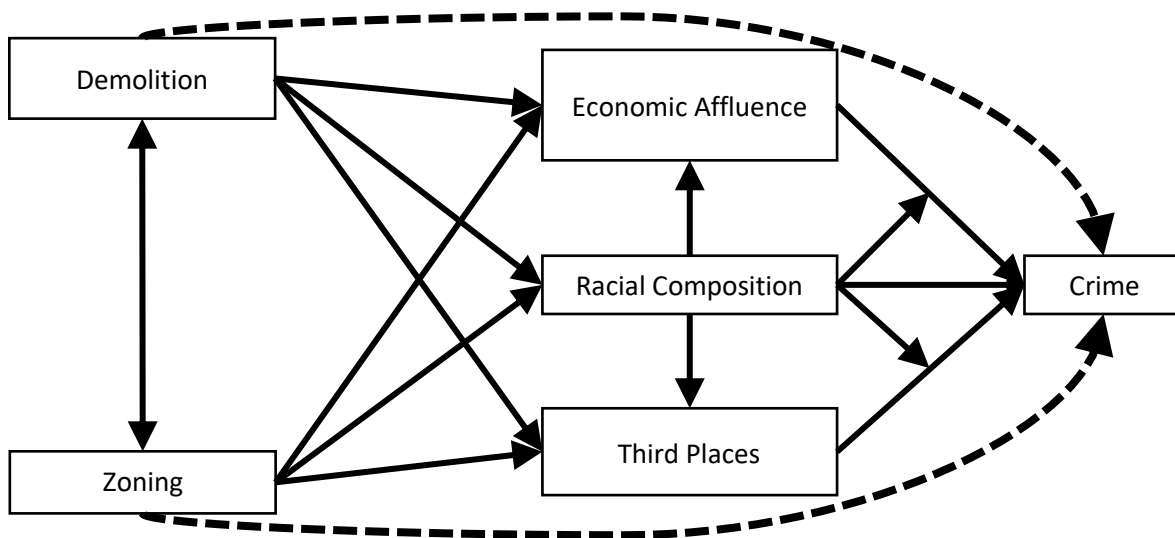 Demolition
Economic Affluence
Racial Composition
Crime
Third Places
Zoning